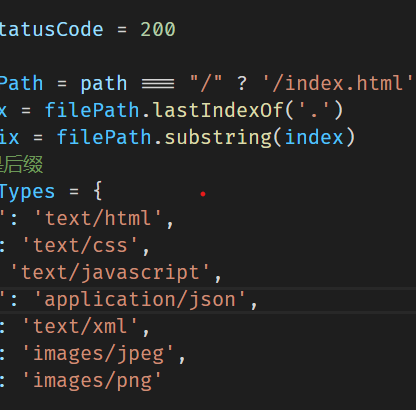 tatusCode = 200
Path = path === "/" ? '/index.html'
x = filePath.lastIndexOf('.')
ix = filePath.substring(index)
后缀
Types = {
': 'text/html',
: 'text/css',
'text/javascript',
': 'application/json',
: 'text/xml',
: 'images/jpeg',
: 'images/png'